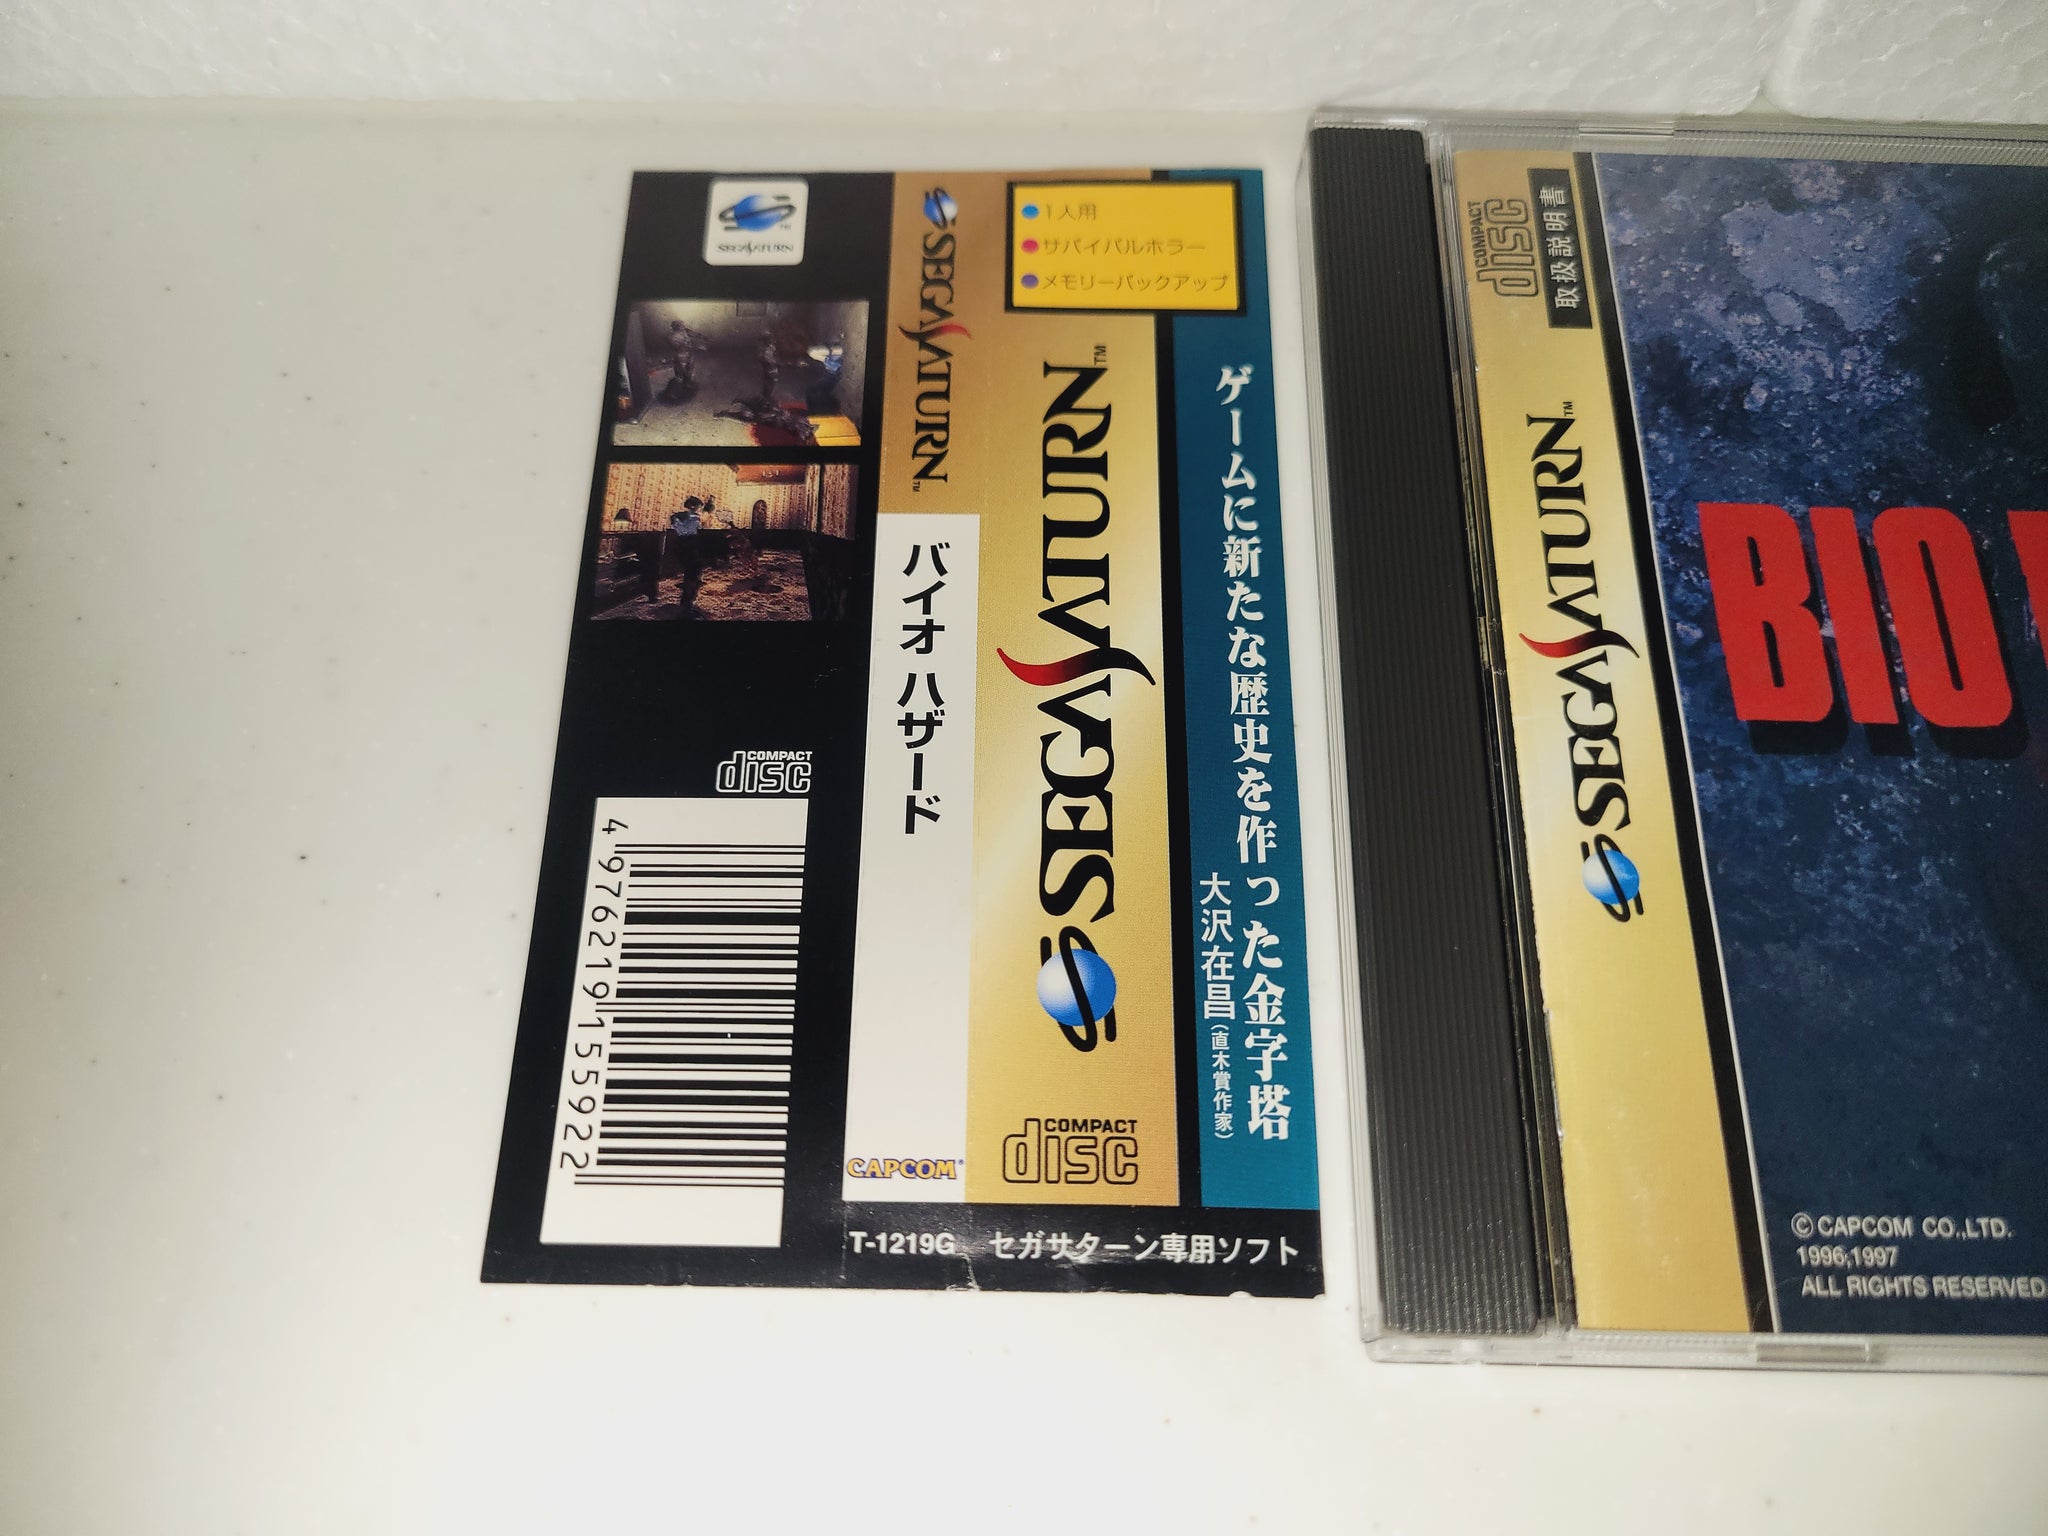 SEGA SATURN
COMPACT
disc
4976219155922
SEGA SATURN™
バイオ ハザード
CAPCOM
1人用
サバイバルホラー
メモリーバックアップ
SEGA SATURN™
COMPACT
disc
ゲームに新たな歴史を作った金字塔
大沢在昌(直木賞作家)
T-1219G セガサターン専用ソフト
COMPACT
disc
取扱説明書
SEGA SATURN™
BIO
© CAPCOM CO.,LTD.
1996,1997
ALL RIGHTS RESERVED.